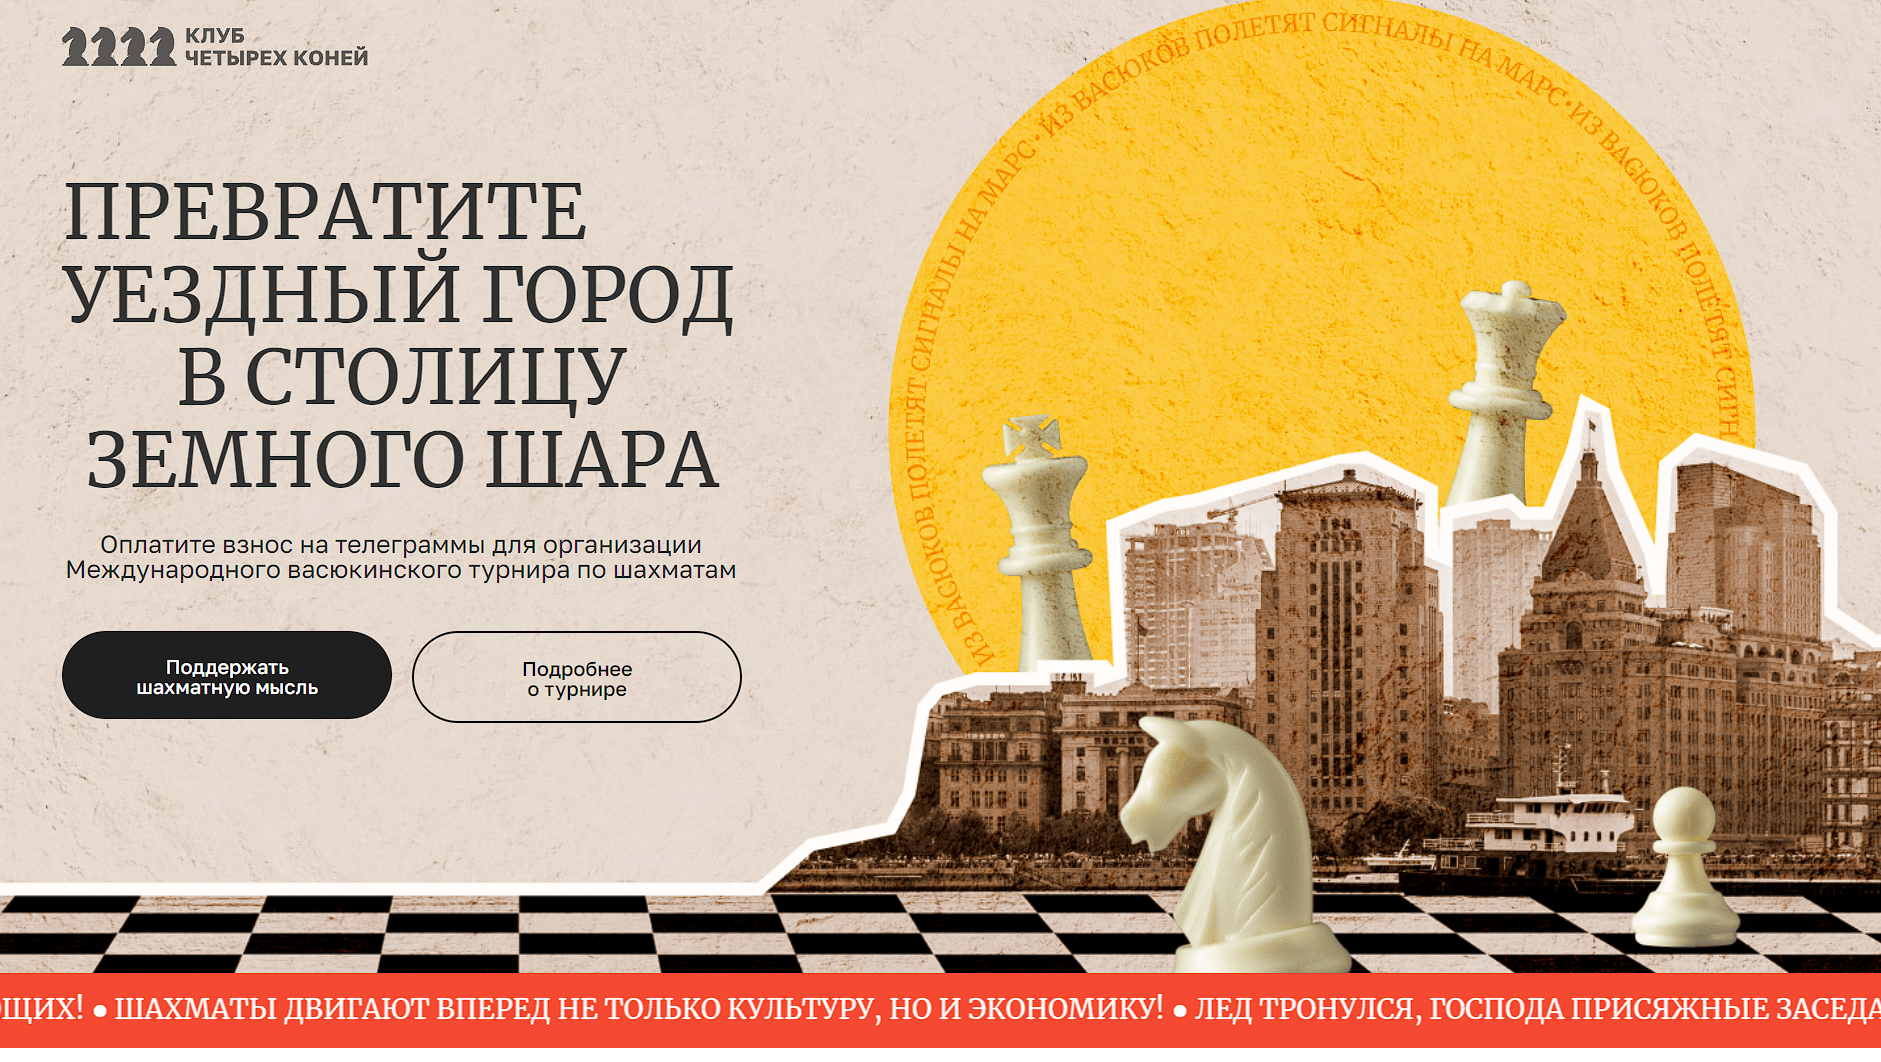 КЛУБ
ЧЕТЫРЕХ КОНЕЙ
ИЗ ВАСЮКОВ ПОЛЕТЯТ СИГНАЛЫ НА МАРС • ИЗ ВАСЮКОВ ПОЛЕТЯТ СИГНАЛЫ НА МАРС • ИЗ ВАСЮКОВ ПОЛЕТЯТ СИГН
ПРЕВРАТИТЕ
УЕЗДНЫЙ ГОРОД
В СТОЛИЦУ
ЗЕМНОГО ШАРА
Оплатите взнос на телеграммы для организации
Международного васюкинского турнира по шахматам
Поддержать
шахматную мысль
Подробнее
о турнире
ЮЩИХ! ● ШАХМАТЫ ДВИГАЮТ ВПЕРЕД НЕ ТОЛЬКО КУЛЬТУРУ, НО И ЭКОНОМИКУ! ● ЛЕД ТРОНУЛСЯ, ГОСПОДА ПРИСЯЖНЫЕ ЗАСЕДА